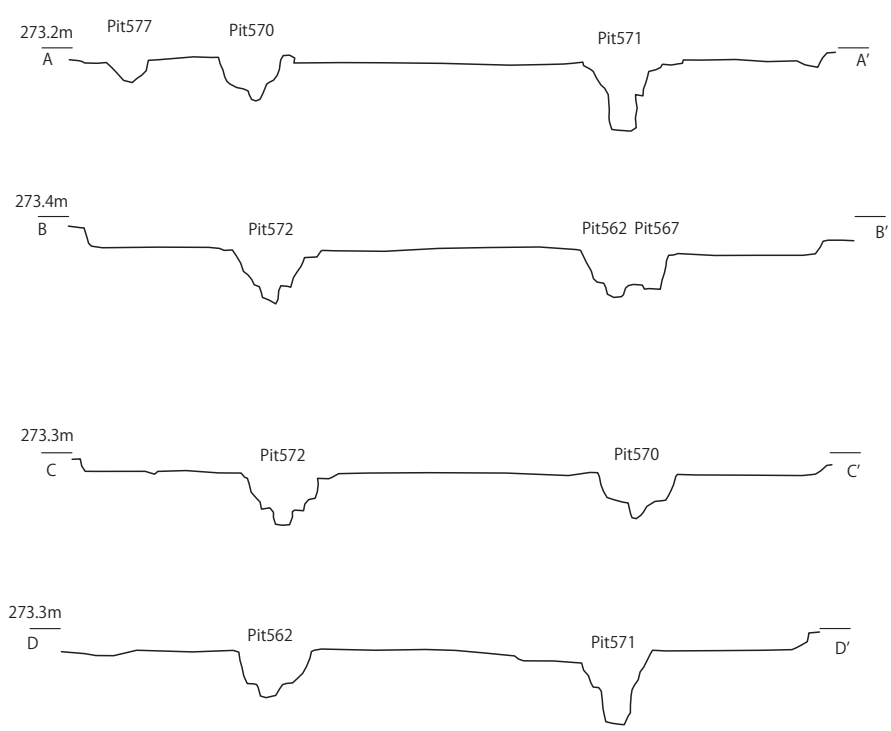 273.2m Pit577 Pit570 Pit571
A A′
273.4m
B Pit572 Pit562 Pit567 B′
273.3m
C Pit572 Pit570 C′
273.3m
D Pit562 Pit571 D′